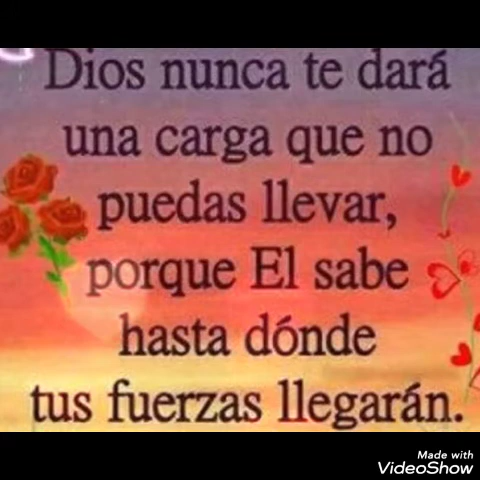 Dios nunca te dará
una carga que no
puedas llevar,
porque El sabe
hasta dónde
tus fuerzas llegarán.
Made with
VideoShow